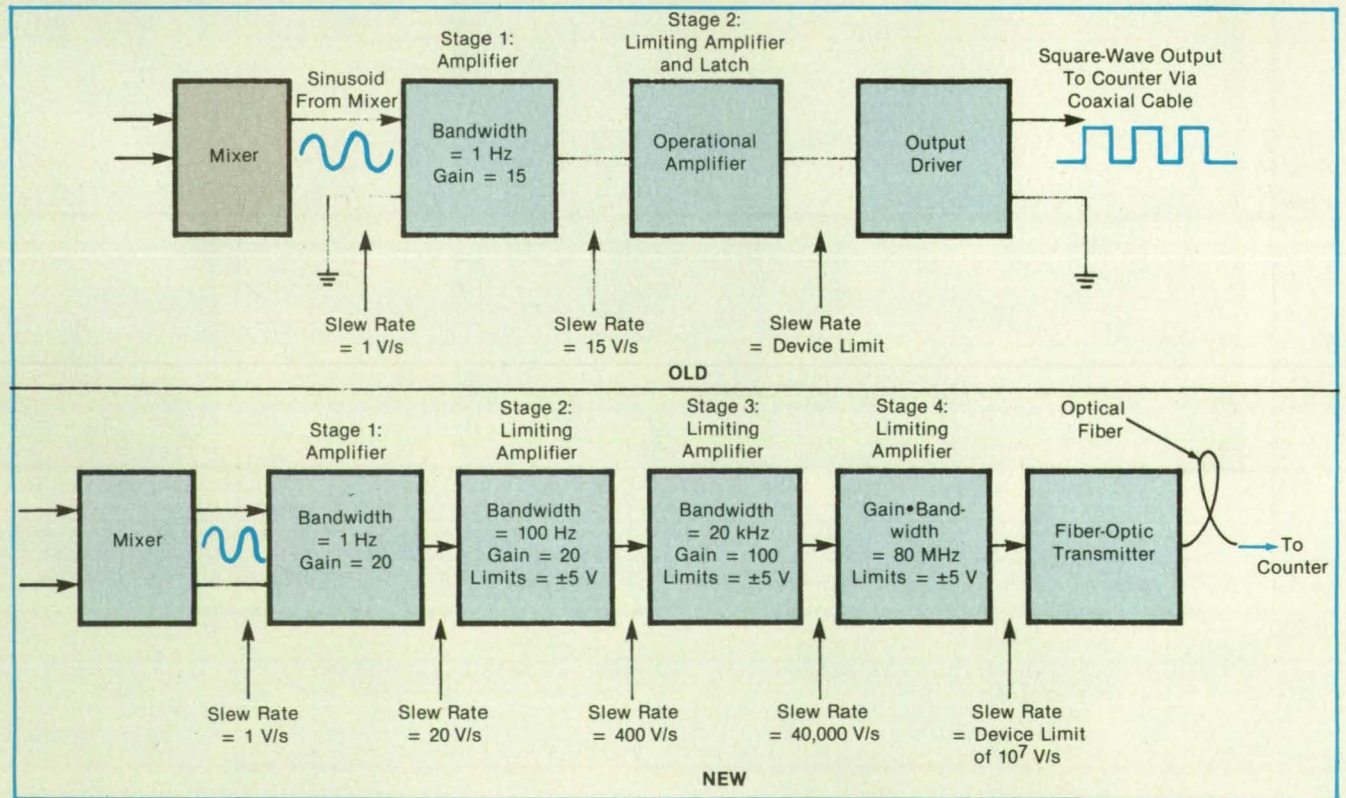 Stage 1:
Amplifier
Stage 2:
Limiting Amplifier
and Latch
Sinusoid
From Mixer
Square-Wave Output
To Counter Via
Coaxial Cable
Mixer
Bandwidth
= 1 Hz
Gain = 15
Operational
Amplifier
Output
Driver
Slew Rate
= 1 V/s
Slew Rate
= 15 V/s
Slew Rate
= Device Limit
OLD
Stage 1:
Amplifier
Stage 2:
Limiting
Amplifier
Stage 3:
Limiting
Amplifier
Stage 4:
Limiting
Amplifier
Optical
Fiber
Mixer
Bandwidth
= 1 Hz
Gain = 20
Bandwidth
= 100 Hz
Gain = 20
Limits = ±5 V
Bandwidth
= 20 kHz
Gain = 100
Limits = ±5 V
Gain•Band-
width
= 80 MHz
Limits = ±5 V
Fiber-Optic
Transmitter
To
Counter
Slew Rate
= 1 V/s
Slew Rate
= 20 V/s
Slew Rate
= 400 V/s
Slew Rate
= 40,000 V/s
Slew Rate
= Device Limit
of 10⁷ V/s
NEW